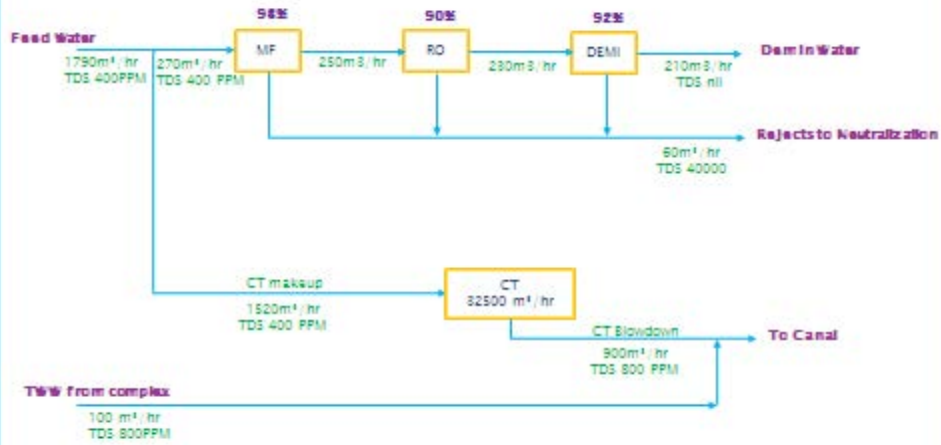 98%
90%
92%
Feed Water
MF
RO
DEMI
Demin Water
1790m³/hr
TDS 400PPM
270m³/hr
TDS 400 PPM
250m3/hr
230m3/hr
210m3/hr
TDS nil
Rejects to Neutralization
60m³/hr
TDS 40000
CT makeup
1520m³/hr
TDS 400 PPM
CT
32500 m³/hr
CT Blowdown
900m³/hr
TDS 800 PPM
To Canal
TWW from complex
100 m³/hr
TDS 800PPM